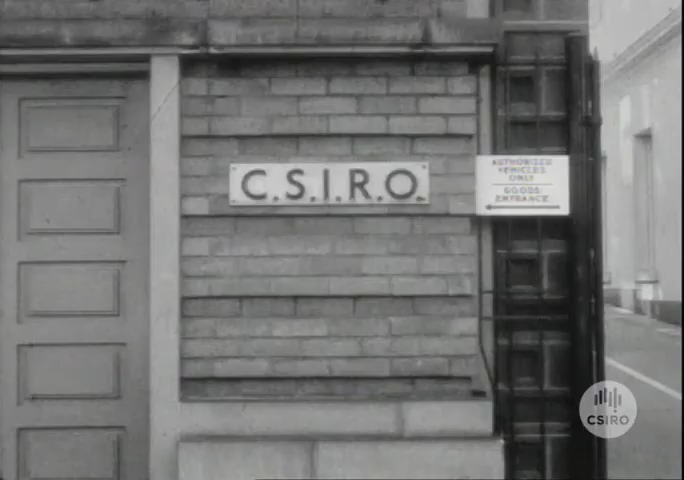 C.S.I.R.O.
AUTHORIZED
VEHICLES
ONLY
GOODS
ENTRANCE
CSIRO